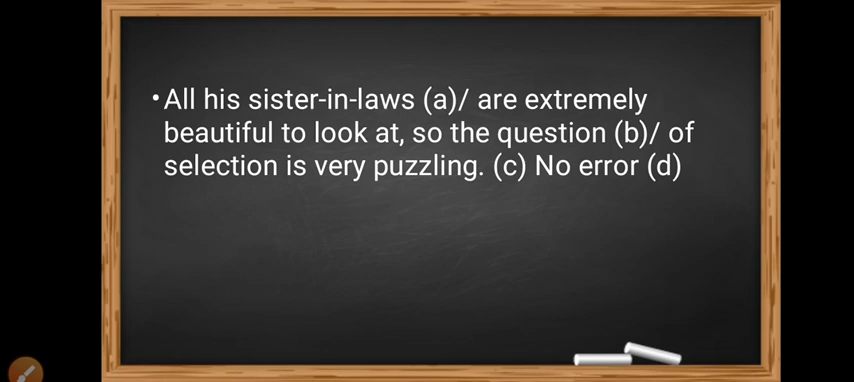 •All his sister-in-laws (a)/ are extremely
beautiful to look at, so the question (b)/ of
selection is very puzzling. (c) No error (d)